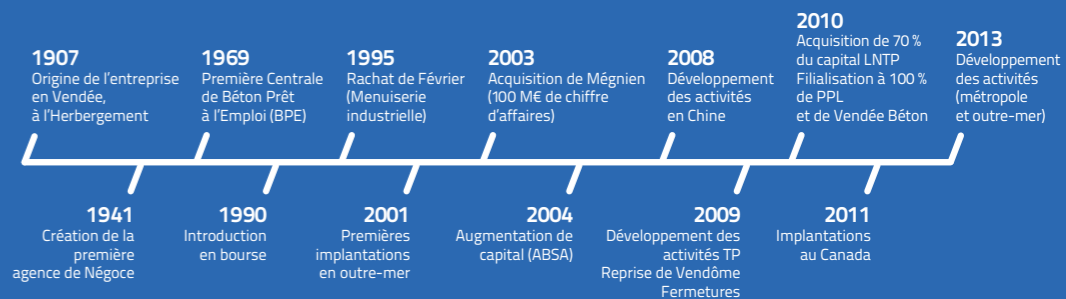 1907
Origine de l'entreprise
en Vendée,
à l'Herbergement
1941
Création de la
première
agence de Négoce
1969
Première Centrale
de Béton Prêt
à l'Emploi (BPE)
1990
Introduction
en bourse
1995
Rachat de Février
(Menuiserie
industrielle)
2001
Premières
implantations
en outre-mer
2003
Acquisition de Mégnien
(100 M€ de chiffre
d'affaires)
2004
Augmentation de
capital (ABSA)
2008
Développement
des activités
en Chine
2009
Développement des
activités TP
Reprise de Vendôme
Fermetures
2010
Acquisition de 70 %
du capital LNTP
Filialisation à 100 %
de PPL
et de Vendée Béton
2011
Implantations
au Canada
2013
Développement
des activités
(métropole
et outre-mer)